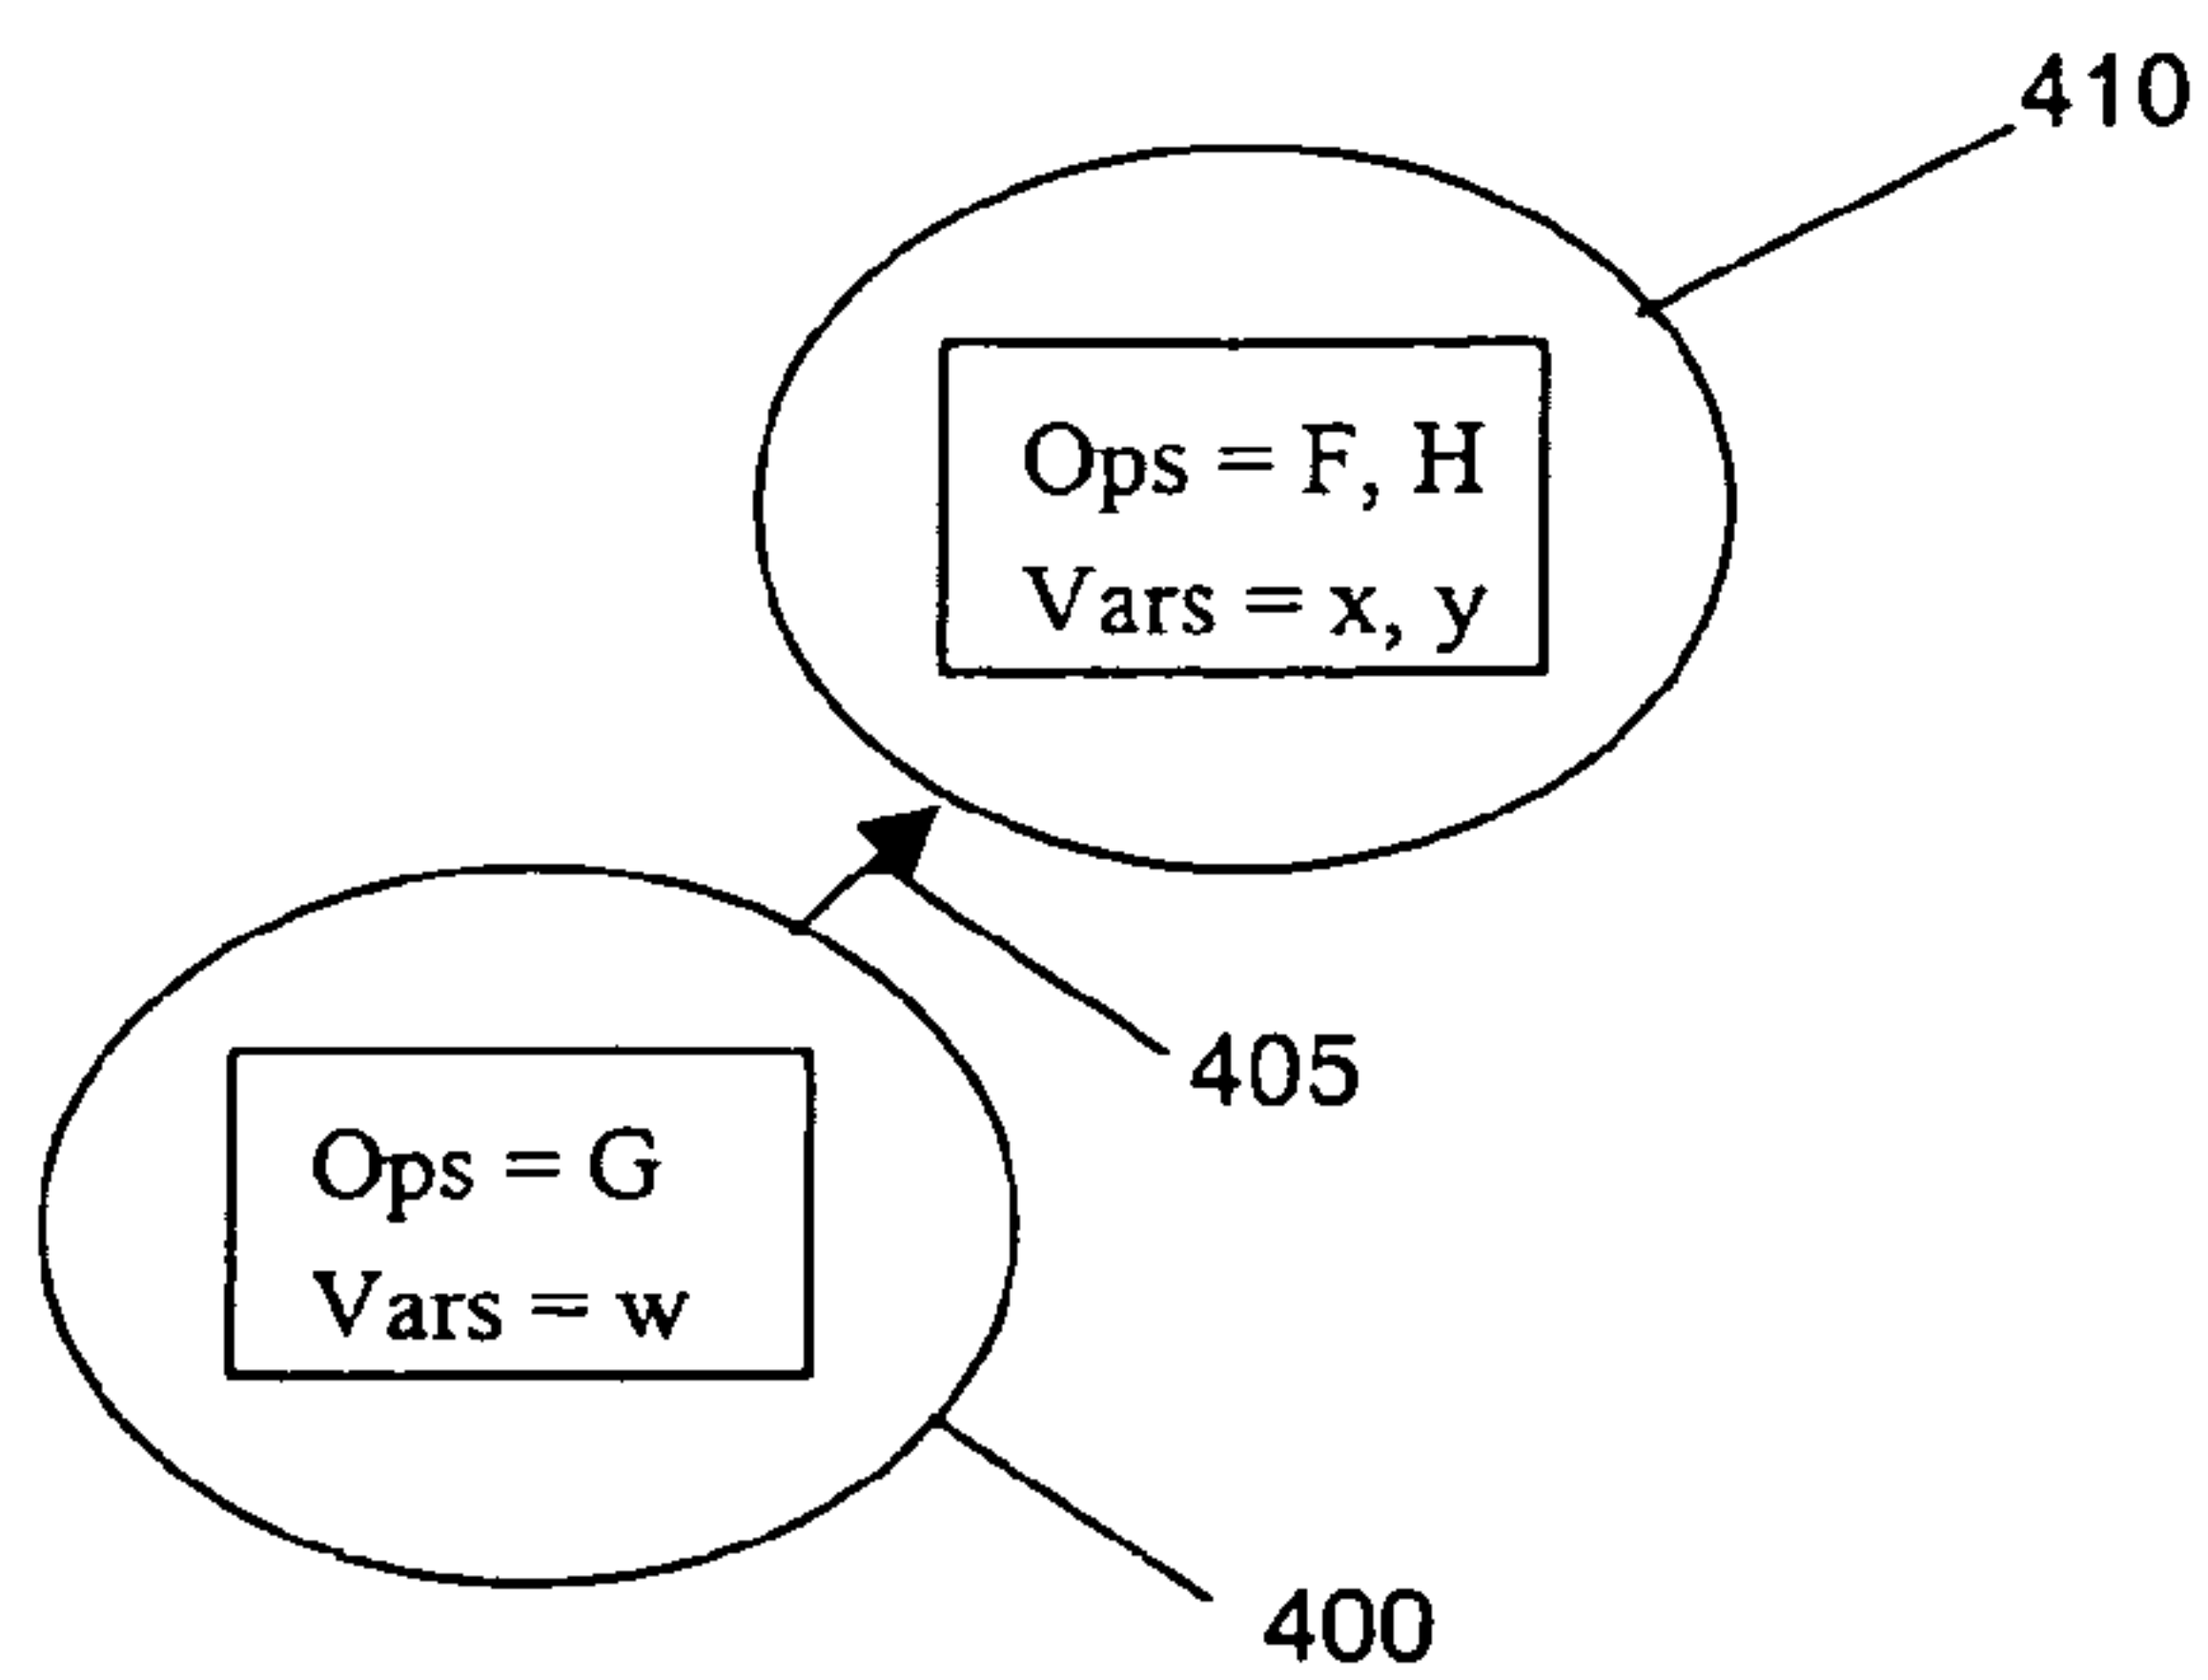 410
Ops = F, H
Vars = x, y
405
Ops = G
Vars = w
400